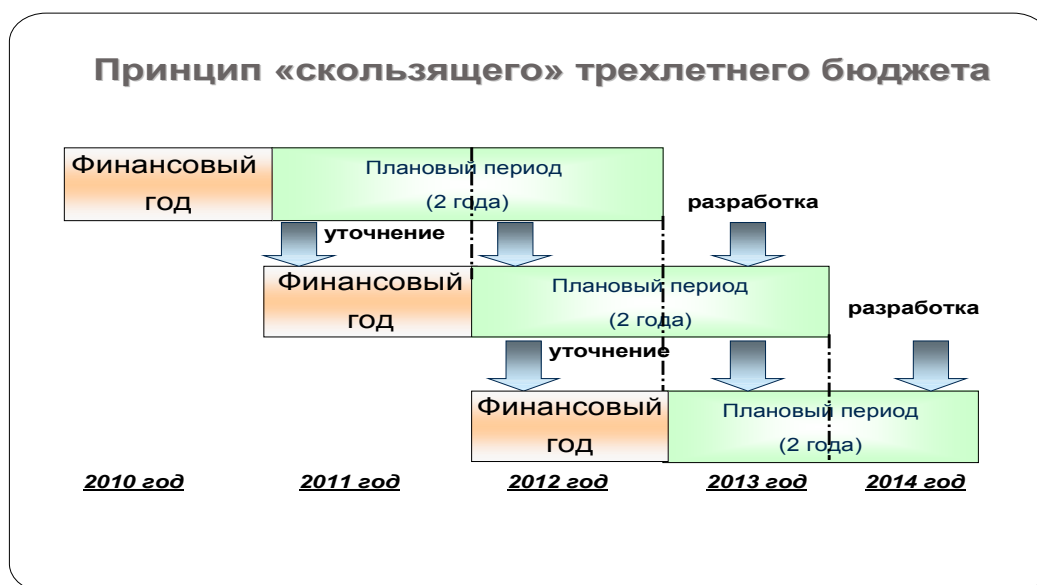 Принцип «скользящего» трехлетнего бюджета
Финансовый
год
Плановый период
(2 года)
разработка
уточнение
Финансовый
год
Плановый период
(2 года)
разработка
уточнение
Финансовый
год
Плановый период
(2 года)
2010 год
2011 год
2012 год
2013 год
2014 год